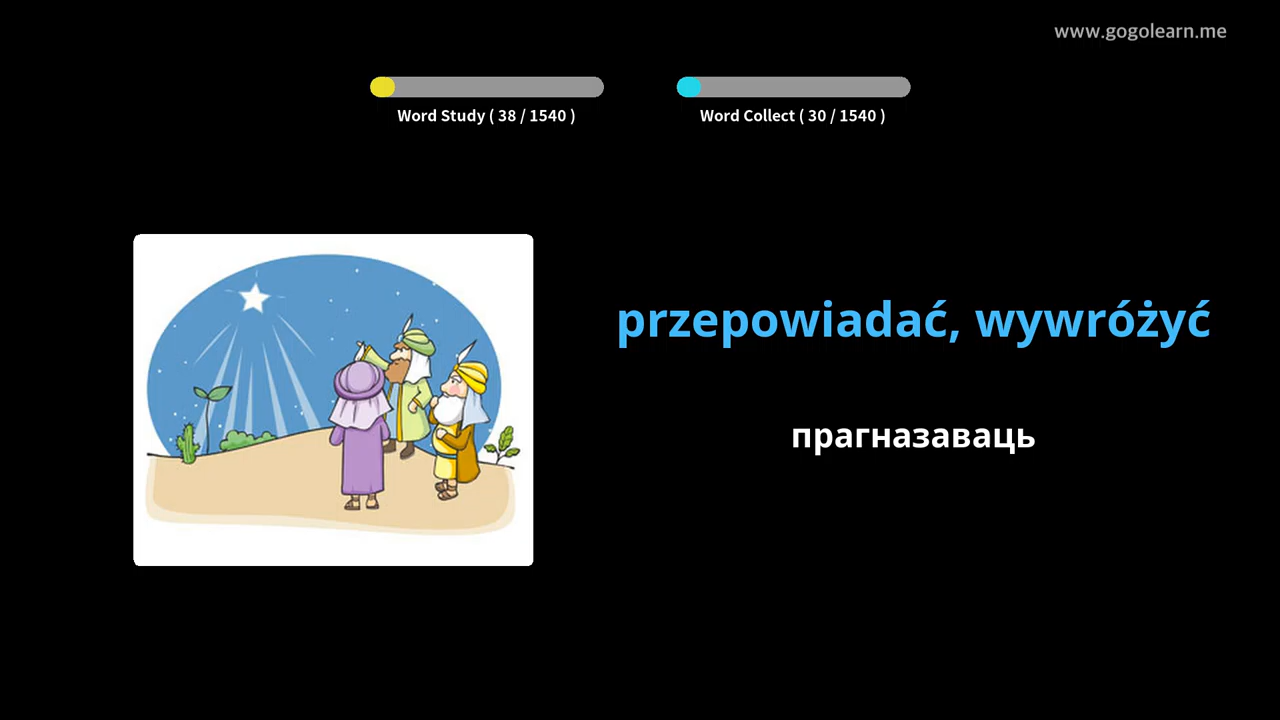 www.gogolearn.me
Word Study ( 38 / 1540 )
Word Collect ( 30 / 1540 )
przepowiadać, wywróżyć
прагназаваць